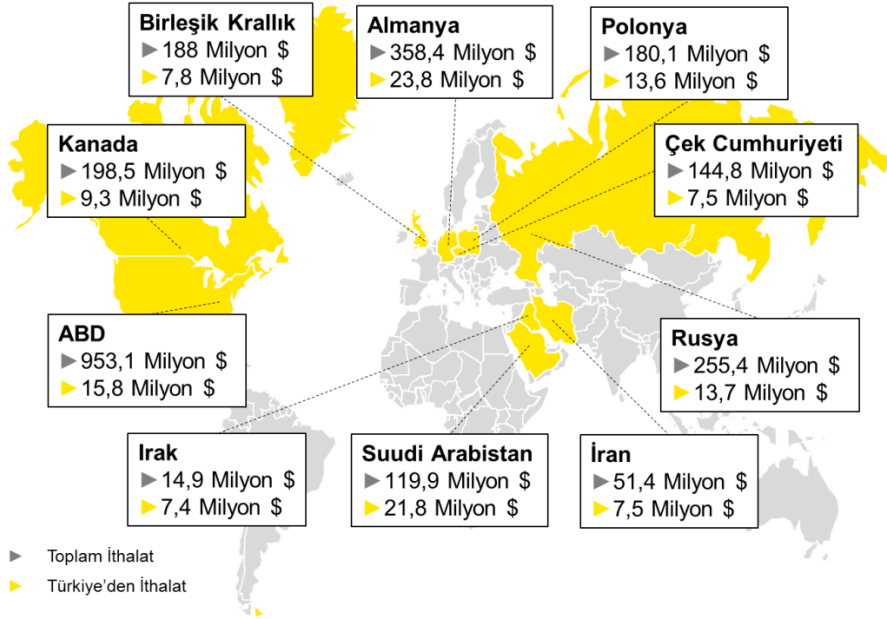 Birleşik Krallık
188 Milyon $
7,8 Milyon $
Almanya
358,4 Milyon $
23,8 Milyon $
Polonya
180,1 Milyon $
13,6 Milyon $
Kanada
198,5 Milyon $
9,3 Milyon $
Çek Cumhuriyeti
144,8 Milyon $
7,5 Milyon $
ABD
953,1 Milyon $
15,8 Milyon $
Rusya
255,4 Milyon $
13,7 Milyon $
Irak
14,9 Milyon $
7,4 Milyon $
Suudi Arabistan
119,9 Milyon $
21,8 Milyon $
İran
51,4 Milyon $
7,5 Milyon $
Toplam İthalat
Türkiye'den İthalat